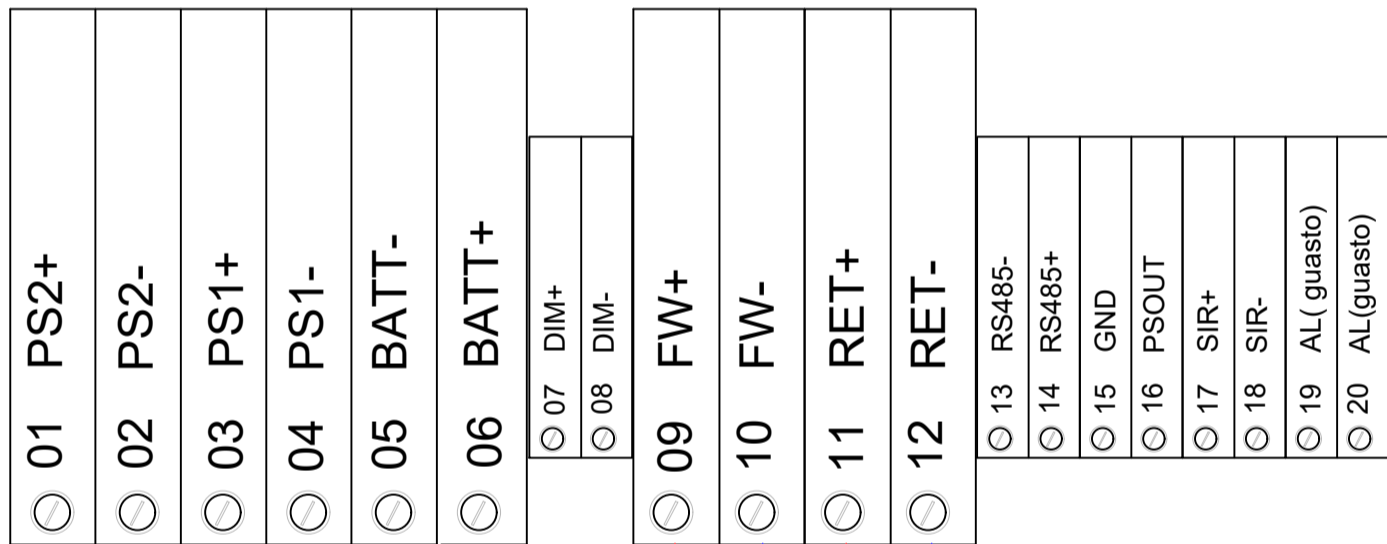 01 PS2+
02 PS2-
03 PS1+
04 PS1-
05 BATT-
06 BATT+
07 DIM+
08 DIM-
09 FW+
10 FW-
11 RET+
12 RET-
13 RS485-
14 RS485+
15 GND
16 PSOUT
17 SIR+
18 SIR-
19 AL( guasto)
20 AL(guasto)